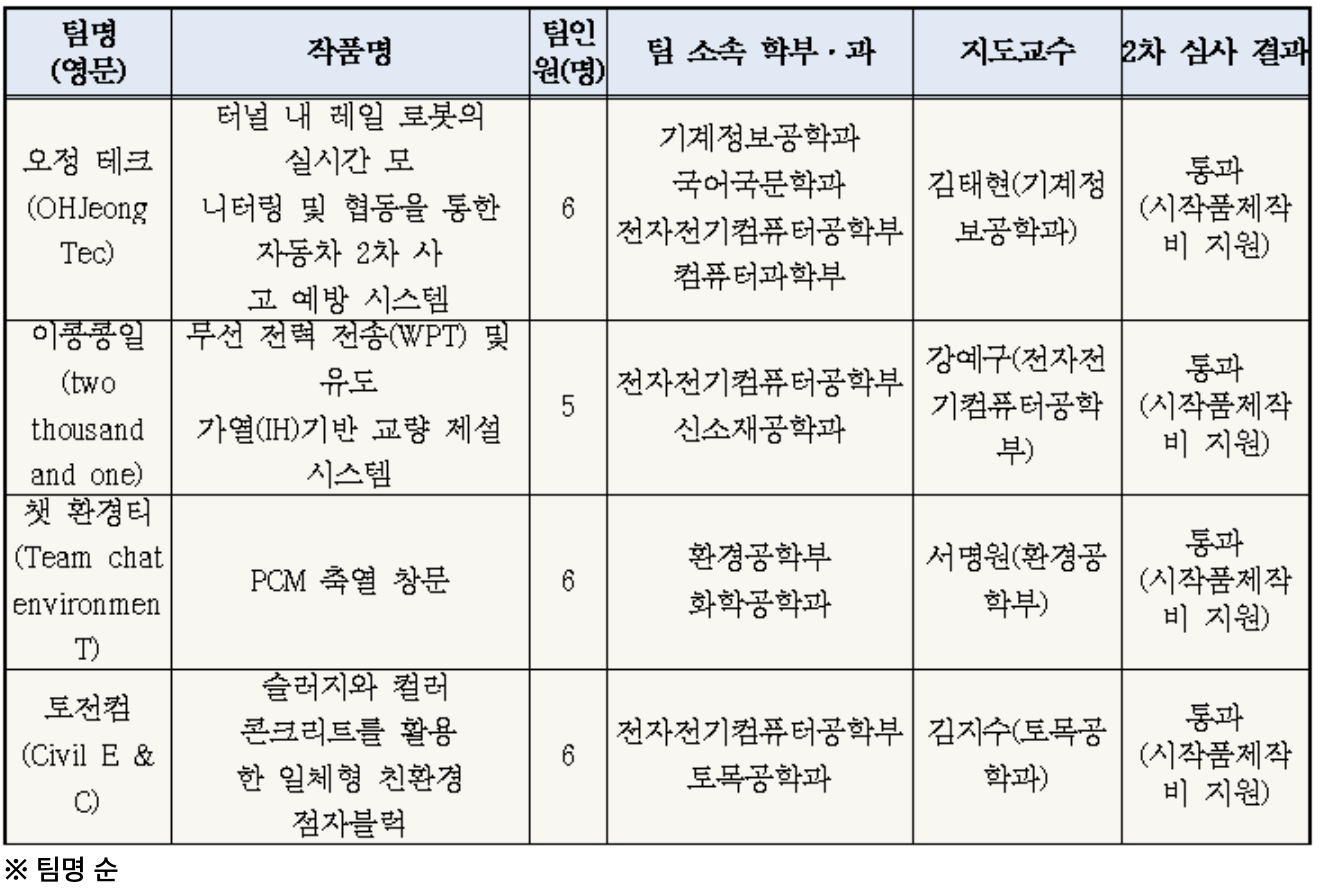 팀명
(영문)
작품명
팀인
원(명)
팀 소속 학부·과
지도교수
2차 심사 결과
오정 테크
(OHJeong
Tec)
터널 내 레일 로봇의
실시간 모
니터링 및 협동을 통한
자동차 2차 사
고 예방 시스템
6
기계정보공학과
국어국문학과
전자전기컴퓨터공학부
컴퓨터과학부
김태현(기계정
보공학과)
통과
(시작품제작
비 지원)
이콩콩일
(two
thousand
and one)
무선 전력 전송(WPT) 및
유도
가열(IH)기반 교량 제설
시스템
5
전자전기컴퓨터공학부
신소재공학과
강예구(전자전
기컴퓨터공학
부)
통과
(시작품제작
비 지원)
챗 환경티
(Team chat
environmen
T)
PCM 축열 창문
6
환경공학부
화학공학과
서명원(환경공
학부)
통과
(시작품제작
비 지원)
토전컴
(Civil E &
C)
슬러지와 컬러
콘크리트를 활용
한 일체형 친환경
점자블럭
6
전자전기컴퓨터공학부
토목공학과
김지수(토목공
학과)
통과
(시작품제작
비 지원)
※ 팀명 순